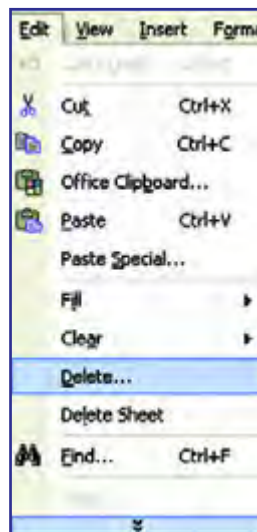 Edit View Insert Forma
Cut Ctrl+X
Copy Ctrl+C
Office Clipboard...
Paste Ctrl+V
Paste Special...
Fill
Clear
Delete...
Delete Sheet
Find... Ctrl+F